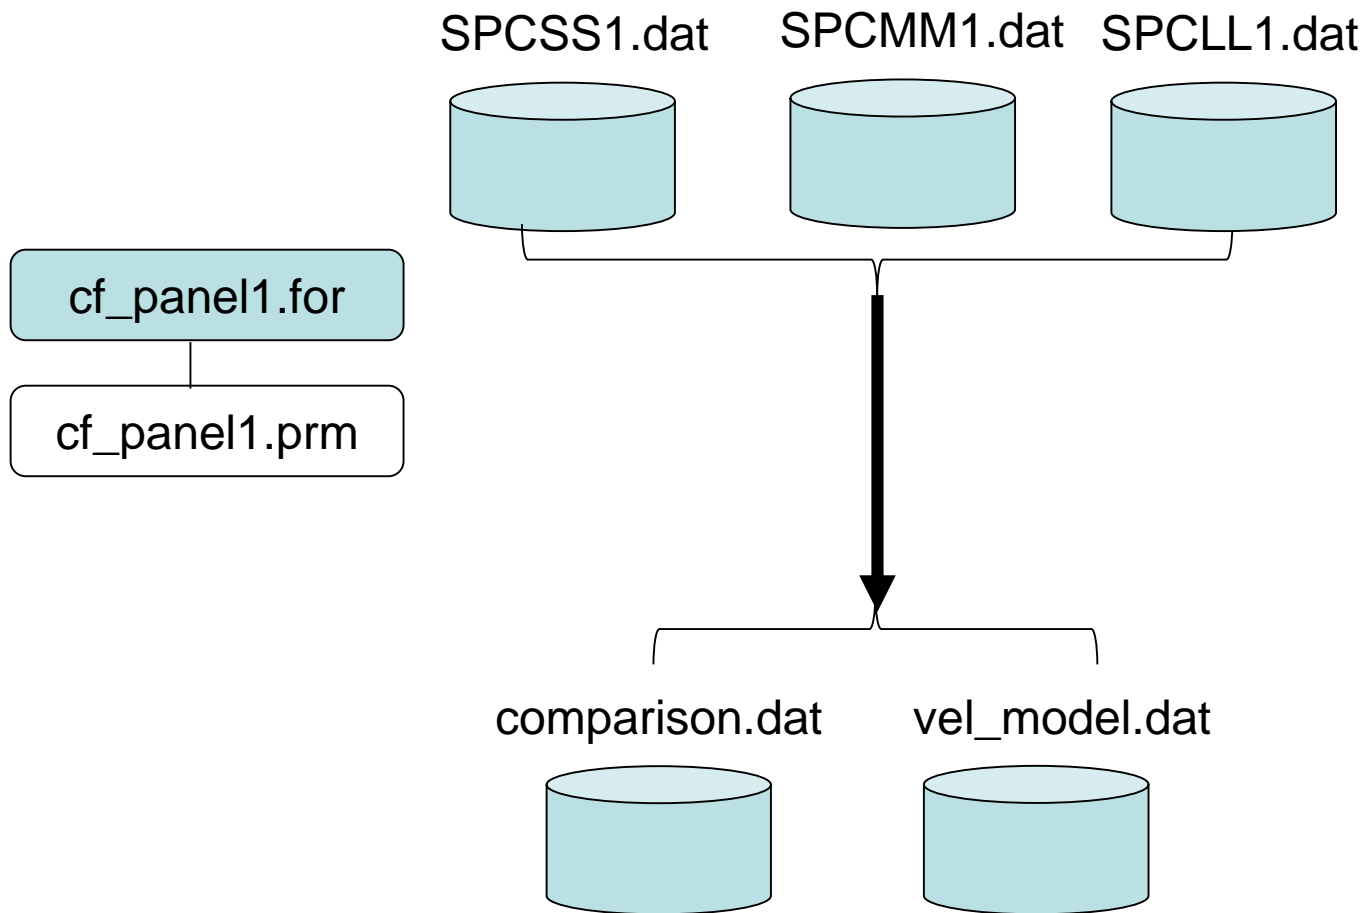 SPCSS1.dat
SPCMM1.dat
SPCLL1.dat
cf_panel1.for
cf_panel1.prm
comparison.dat
vel_model.dat